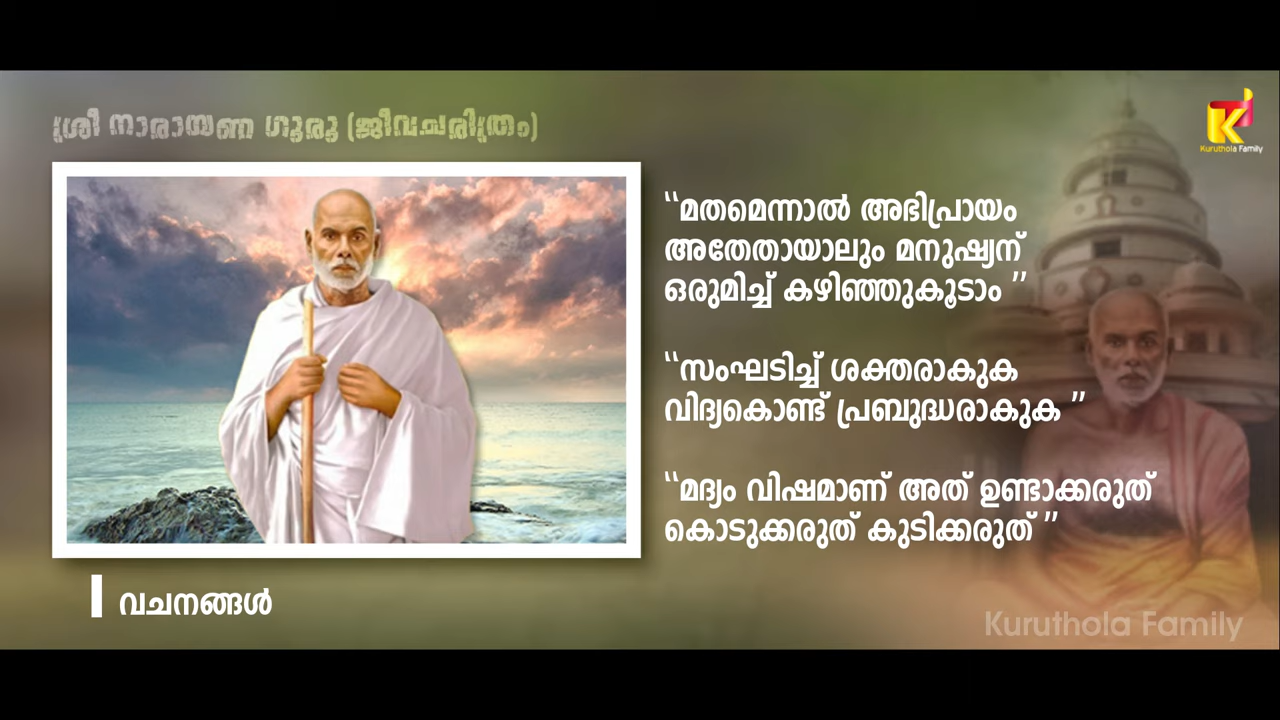 ശ്രീ നാരായണ ഗുരു (ജീവചരിത്രം)
Kuruthola Family
“മതമെന്നാൽ അഭിപ്രായം
അതേതായാലും മനുഷ്യന്
ഒരുമിച്ച് കഴിഞ്ഞുകൂടാം ”
“സംഘടിച്ച് ശക്തരാകുക
വിദ്യകൊണ്ട് പ്രബുദ്ധരാകുക ”
“മദ്യം വിഷമാണ് അത് ഉണ്ടാക്കരുത്
കൊടുക്കരുത് കുടിക്കരുത് ”
വചനങ്ങൾ
Kuruthola Family